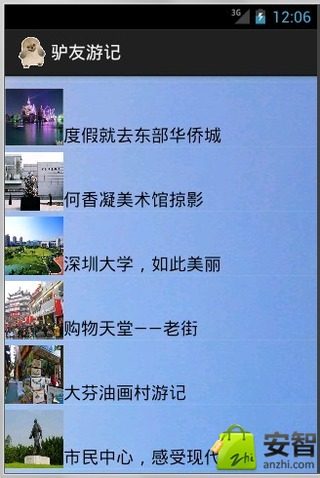 3G 12:06
驴友游记
度假就去东部华侨城
何香凝美术馆掠影
深圳大学，如此美丽
购物天堂——老街
大芬油画村游记
市民中心，感受现代
zhi
安智
anzhi.com